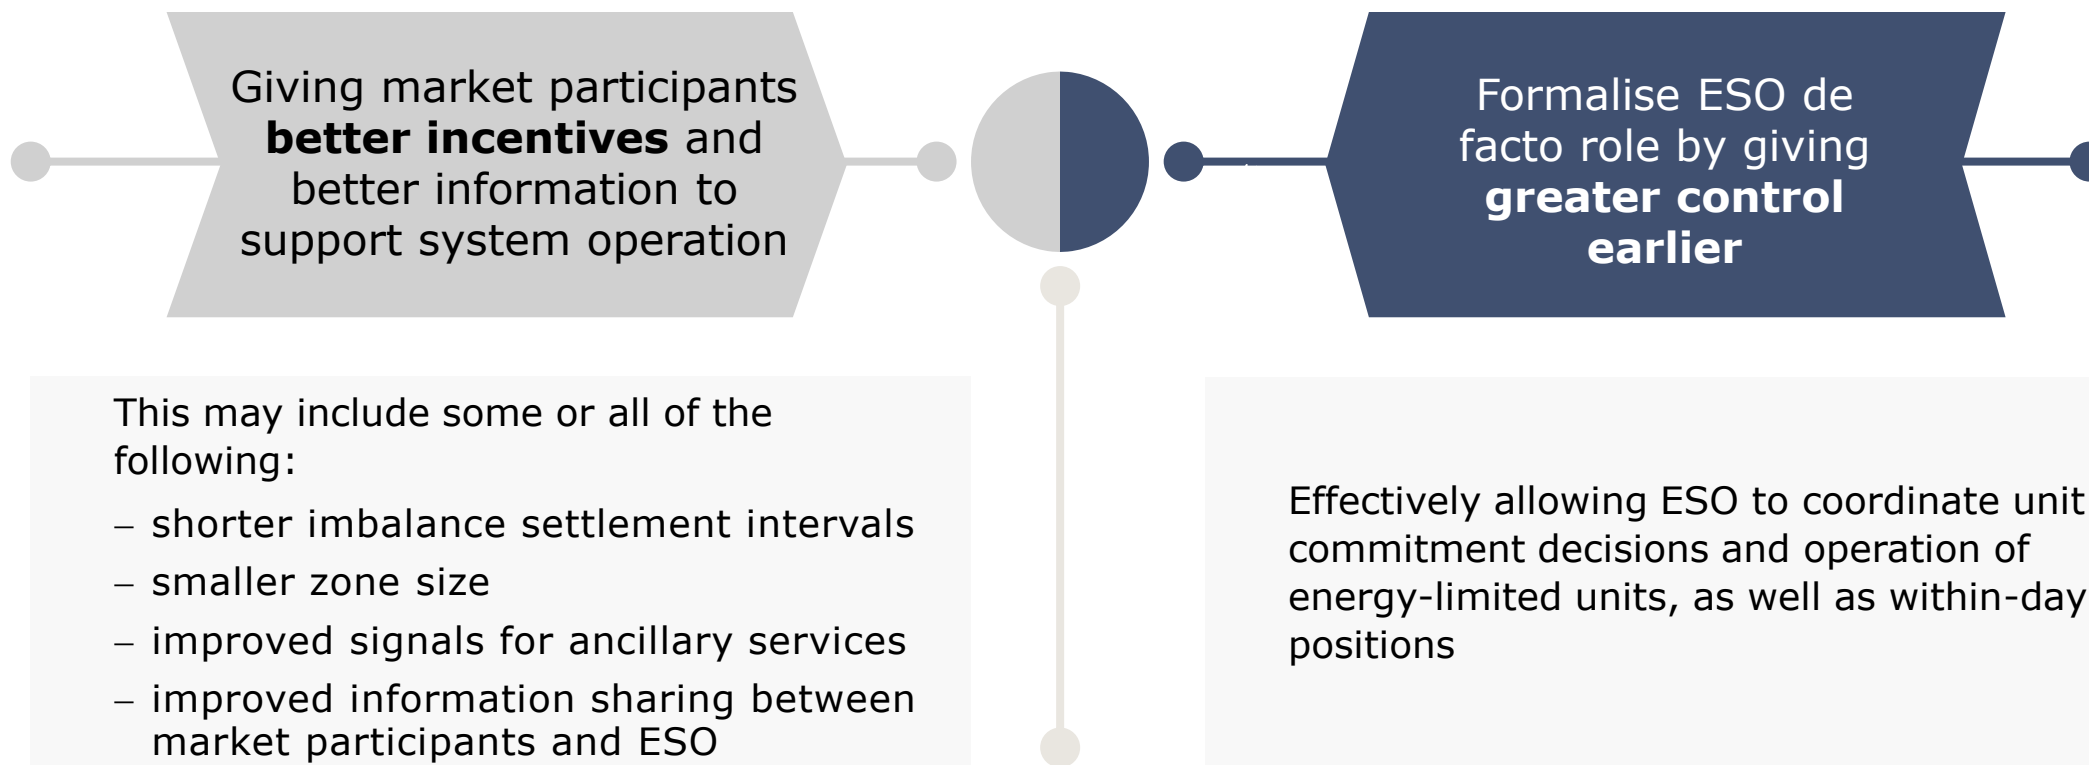 Giving market participants
better incentives and
better information to
support system operation
Formalise ESO de
facto role by giving
greater control
earlier
This may include some or all of the
following:
– shorter imbalance settlement intervals
– smaller zone size
– improved signals for ancillary services
– improved information sharing between
market participants and ESO
Effectively allowing ESO to coordinate unit
commitment decisions and operation of
energy-limited units, as well as within-day
positions